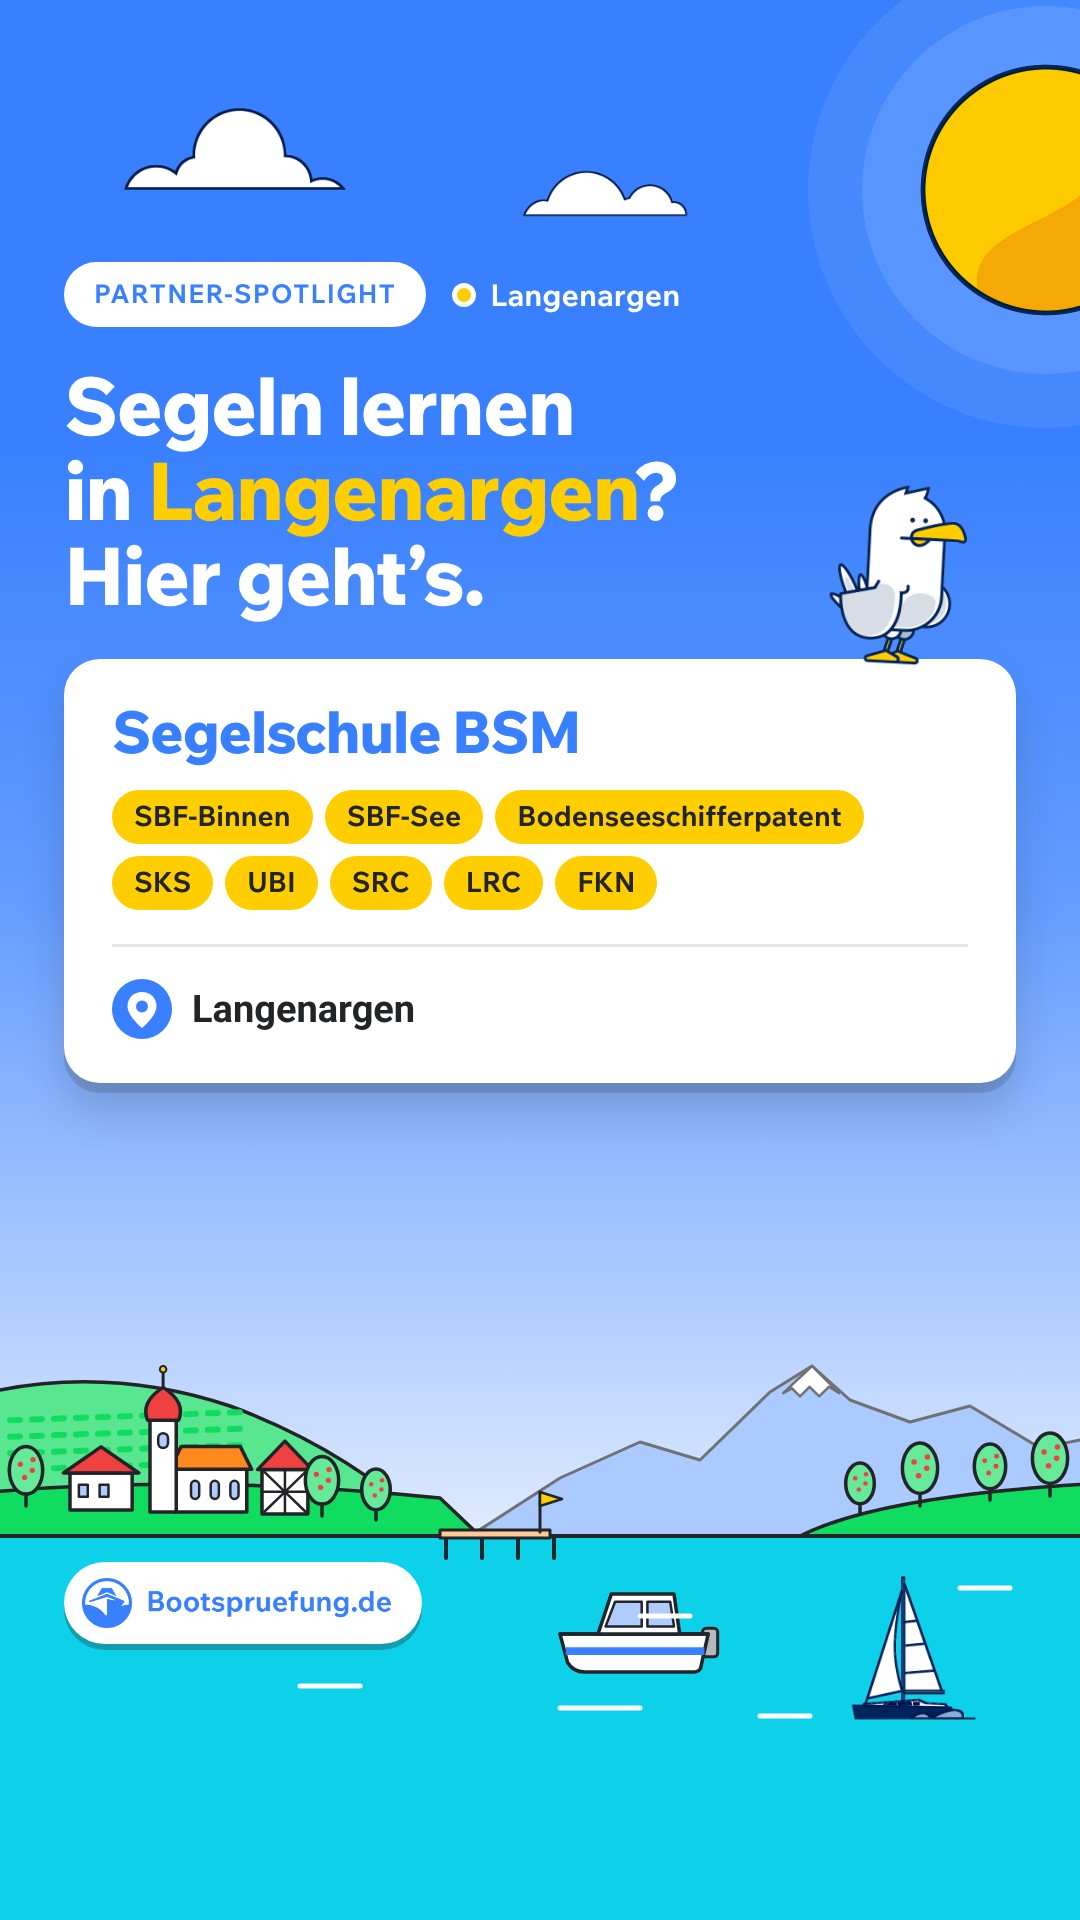 PARTNER-SPOTLIGHT Langenargen
Segeln lernen
in Langenargen?
Hier geht’s.
Segelschule BSM
SBF-Binnen SBF-See Bodenseeschifferpatent
SKS UBI SRC LRC FKN
Langenargen
Bootspruefung.de